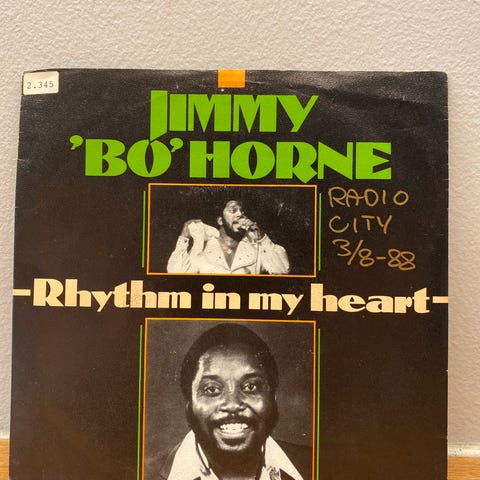 2.345
JIMMY
'BO' HORNE
RADIO
CITY
3/8-88
Rhythm in my heart